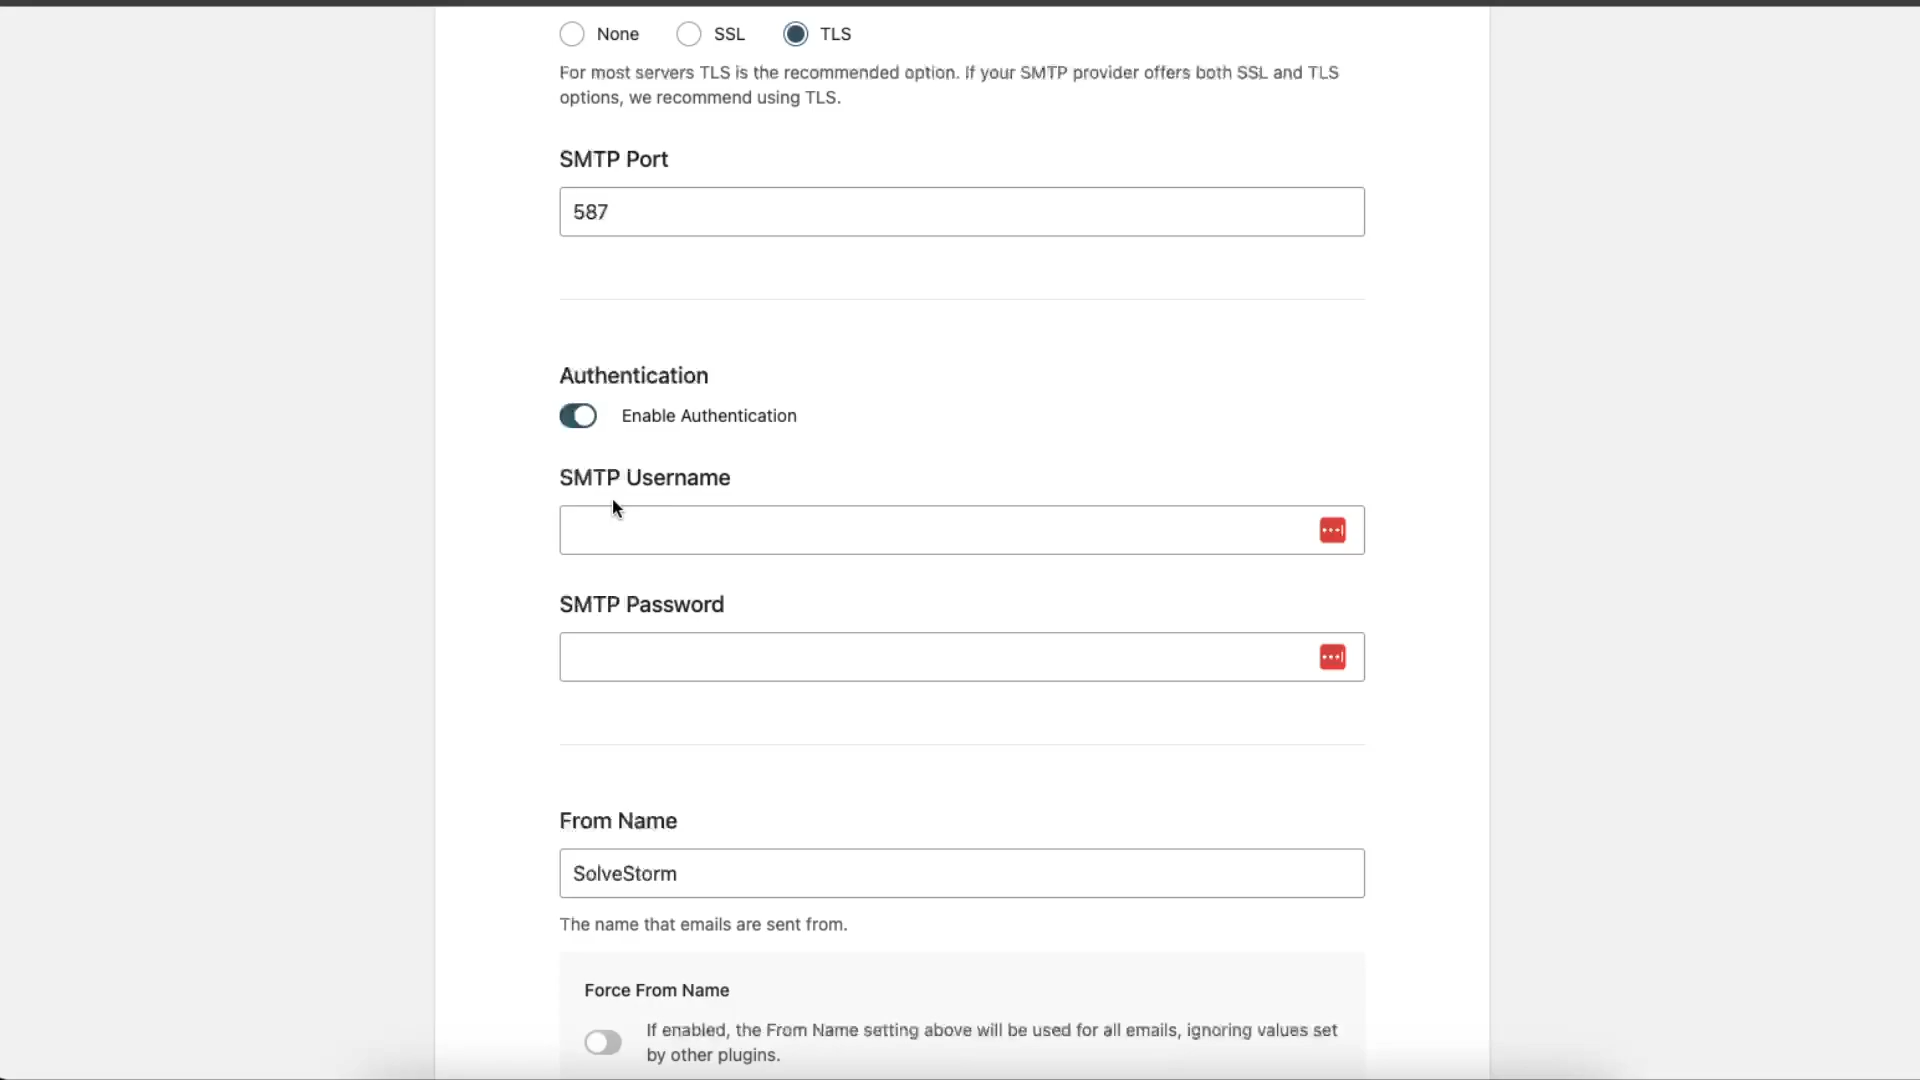 None SSL TLS
For most servers TLS is the recommended option. If your SMTP provider offers both SSL and TLS
options, we recommend using TLS.
SMTP Port
587
Authentication
Enable Authentication
SMTP Username
SMTP Password
From Name
SolveStorm
The name that emails are sent from.
Force From Name
If enabled, the From Name setting above will be used for all emails, ignoring values set
by other plugins.